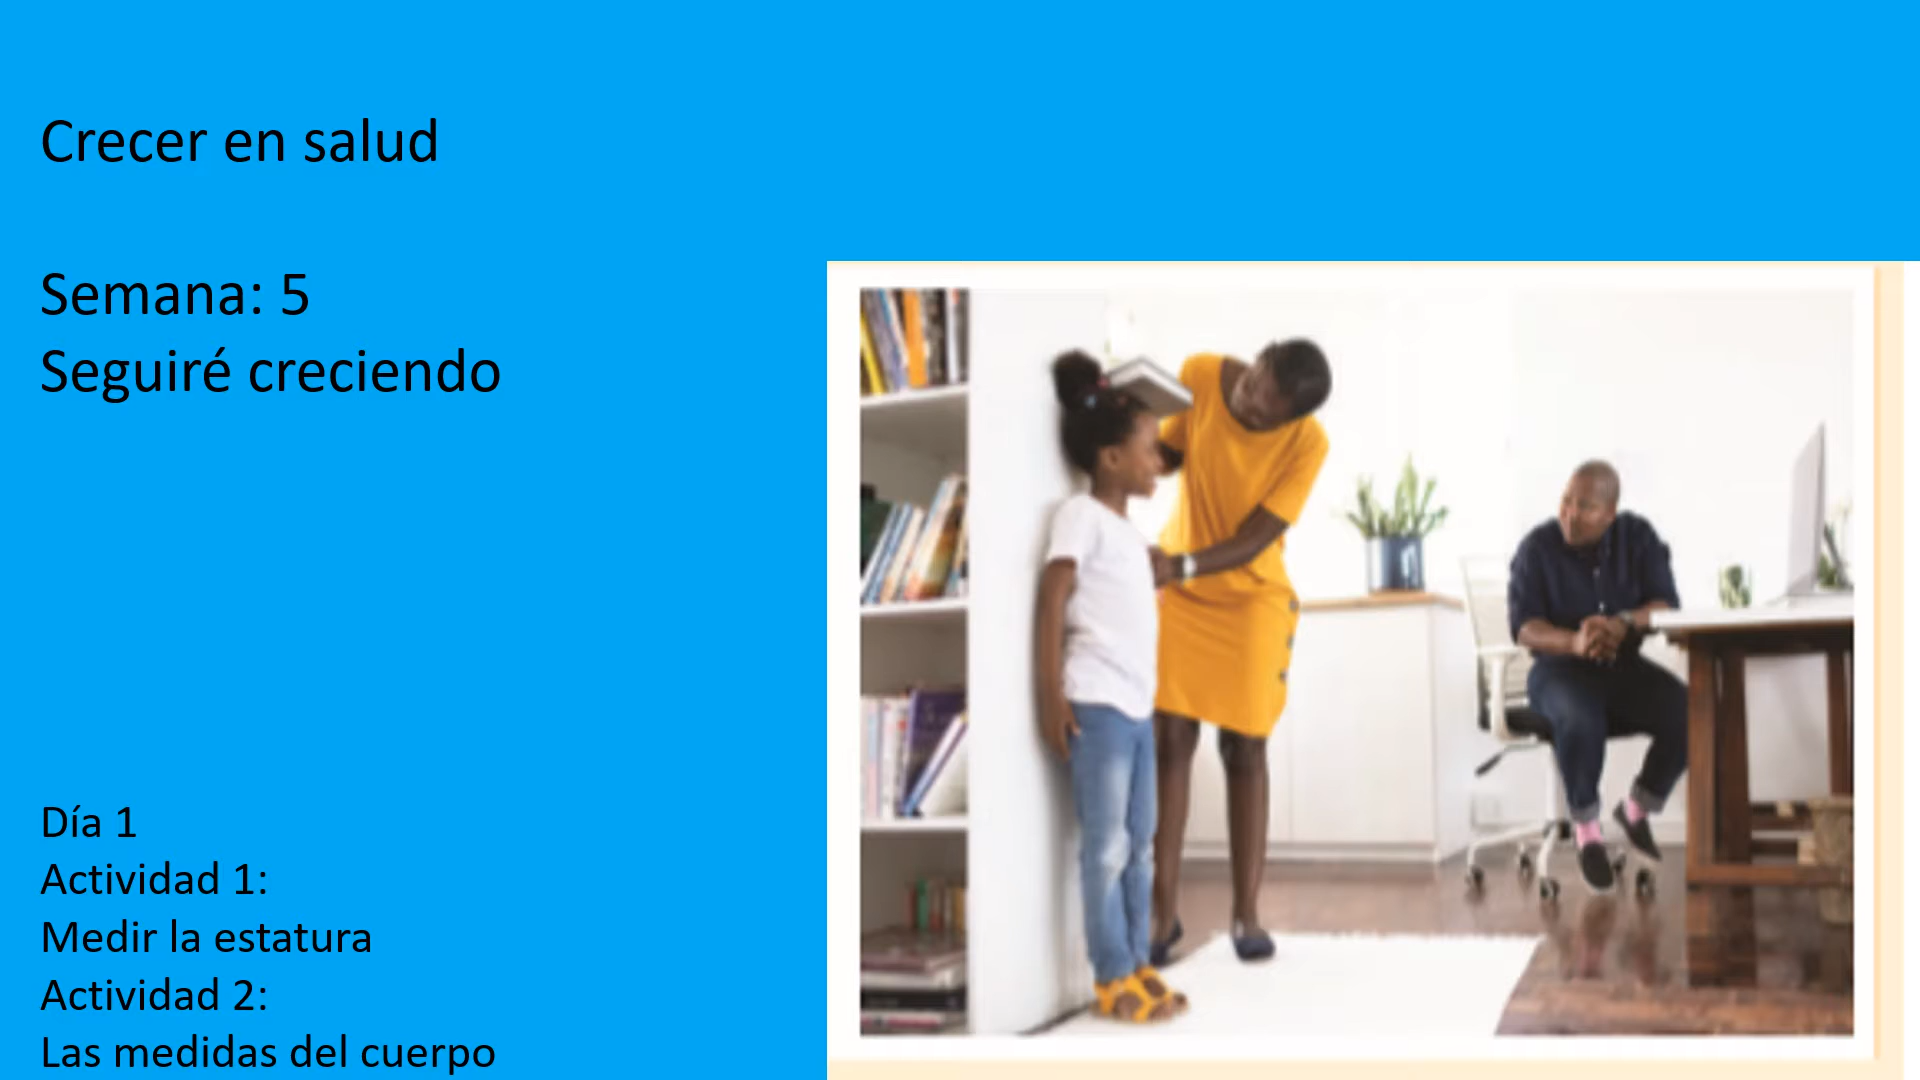 Crecer en salud
Semana: 5
Seguiré creciendo
Día 1
Actividad 1:
Medir la estatura
Actividad 2:
Las medidas del cuerpo